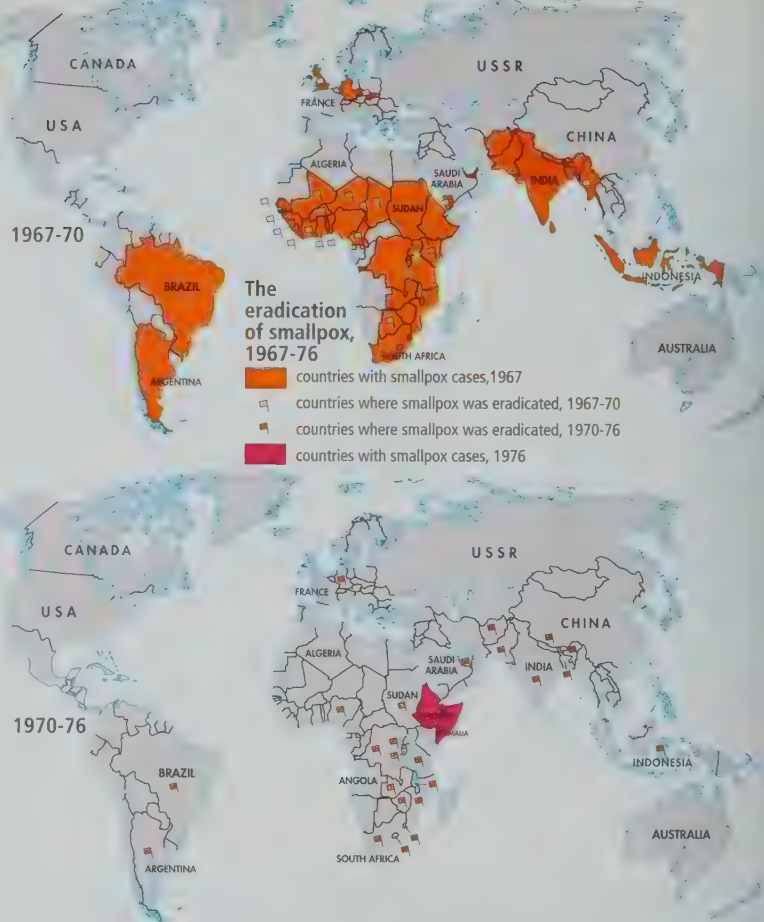 CANADA
USSR
FRANCE
USA
CHINA
ALGERIA
SAUDI
ARABIA
INDIA
SUDAN
1967-70
BRAZIL
INDONESIA
The
eradication
of smallpox,
1967-76
SOUTH AFRICA
AUSTRALIA
ARGENTINA
countries with smallpox cases,1967
countries where smallpox was eradicated, 1967-70
countries where smallpox was eradicated, 1970-76
countries with smallpox cases, 1976
CANADA
USSR
FRANCE
USA
CHINA
ALGERIA
SAUDI
ARABIA
INDIA
SUDAN
1970-76
BRAZIL
ANGOLA
INDONESIA
AUSTRALIA
SOUTH AFRICA
ARGENTINA